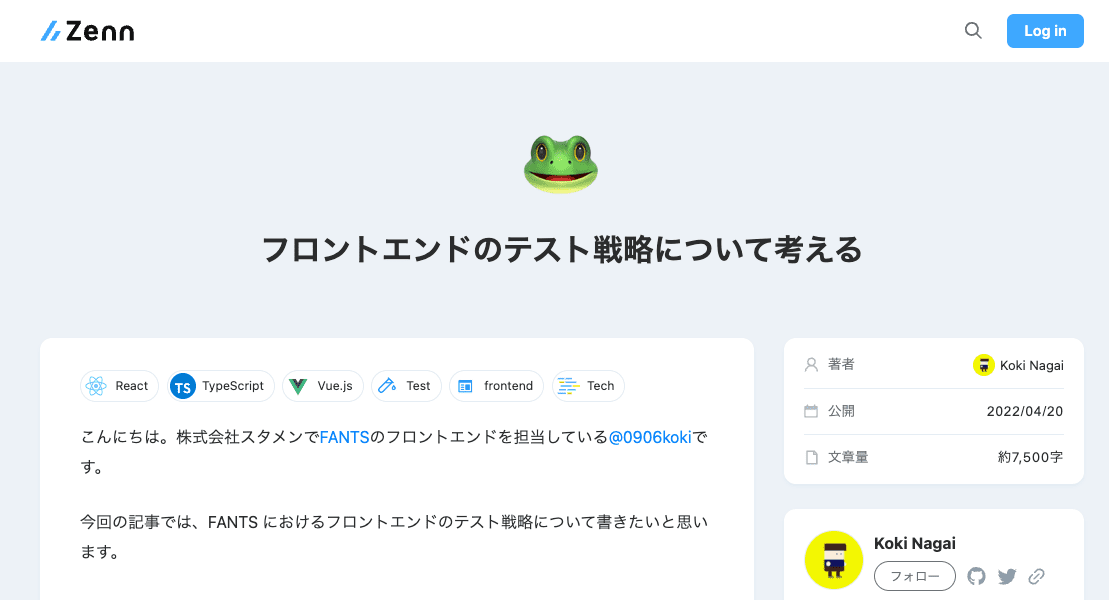 Zenn
Log in
フロントエンドのテスト戦略について考える
React
TypeScript
Vue.js
Test
frontend
Tech
こんにちは。株式会社スタメンでFANTSのフロントエンドを担当している@0906kokiで
す。
今回の記事では、FANTS におけるフロントエンドのテスト戦略について書きたいと思い
ます。
著者 Koki Nagai
公開 2022/04/20
文章量 約7,500字
Koki Nagai
フォロー